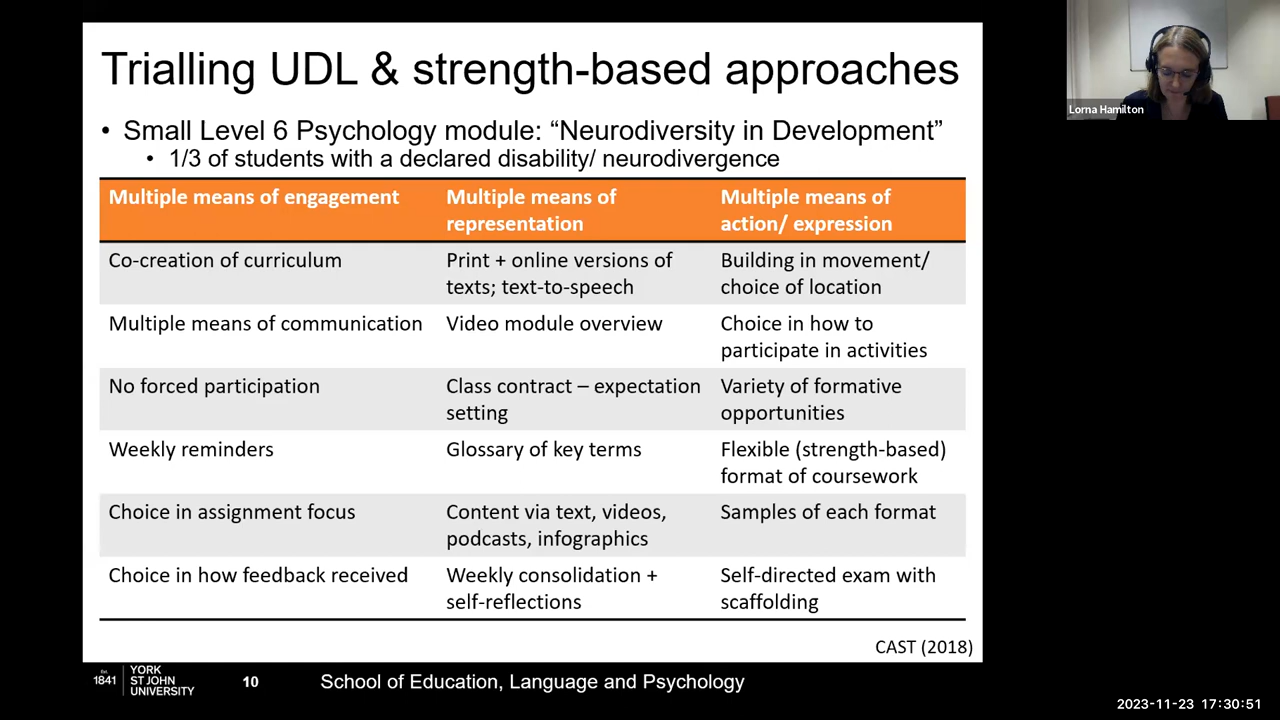 Trialling UDL & strength-based approaches
• Small Level 6 Psychology module: “Neurodiversity in Development”
• 1/3 of students with a declared disability/ neurodivergence
Multiple means of engagement
Multiple means of
representation
Multiple means of
action/ expression
Co-creation of curriculum
Print + online versions of
texts; text-to-speech
Building in movement/
choice of location
Multiple means of communication
Video module overview
Choice in how to
participate in activities
No forced participation
Class contract – expectation
setting
Variety of formative
opportunities
Weekly reminders
Glossary of key terms
Flexible (strength-based)
format of coursework
Choice in assignment focus
Content via text, videos,
podcasts, infographics
Samples of each format
Choice in how feedback received
Weekly consolidation +
self-reflections
Self-directed exam with
scaffolding
CAST (2018)
Est.
1841
YORK
ST JOHN
UNIVERSITY
10
School of Education, Language and Psychology
Lorna Hamilton
2023-11-23 17:30:51